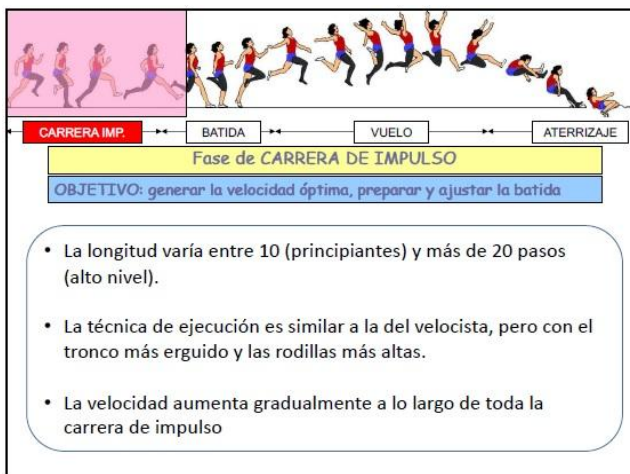 CARRERA IMP.
BATIDA
VUELO
ATERRIZAJE
Fase de CARRERA DE IMPULSO
OBJETIVO: generar la velocidad óptima, preparar y ajustar la batida
• La longitud varía entre 10 (principiantes) y más de 20 pasos
(alto nivel).
• La técnica de ejecución es similar a la del velocista, pero con el
tronco más erguido y las rodillas más altas.
• La velocidad aumenta gradualmente a lo largo de toda la
carrera de impulso